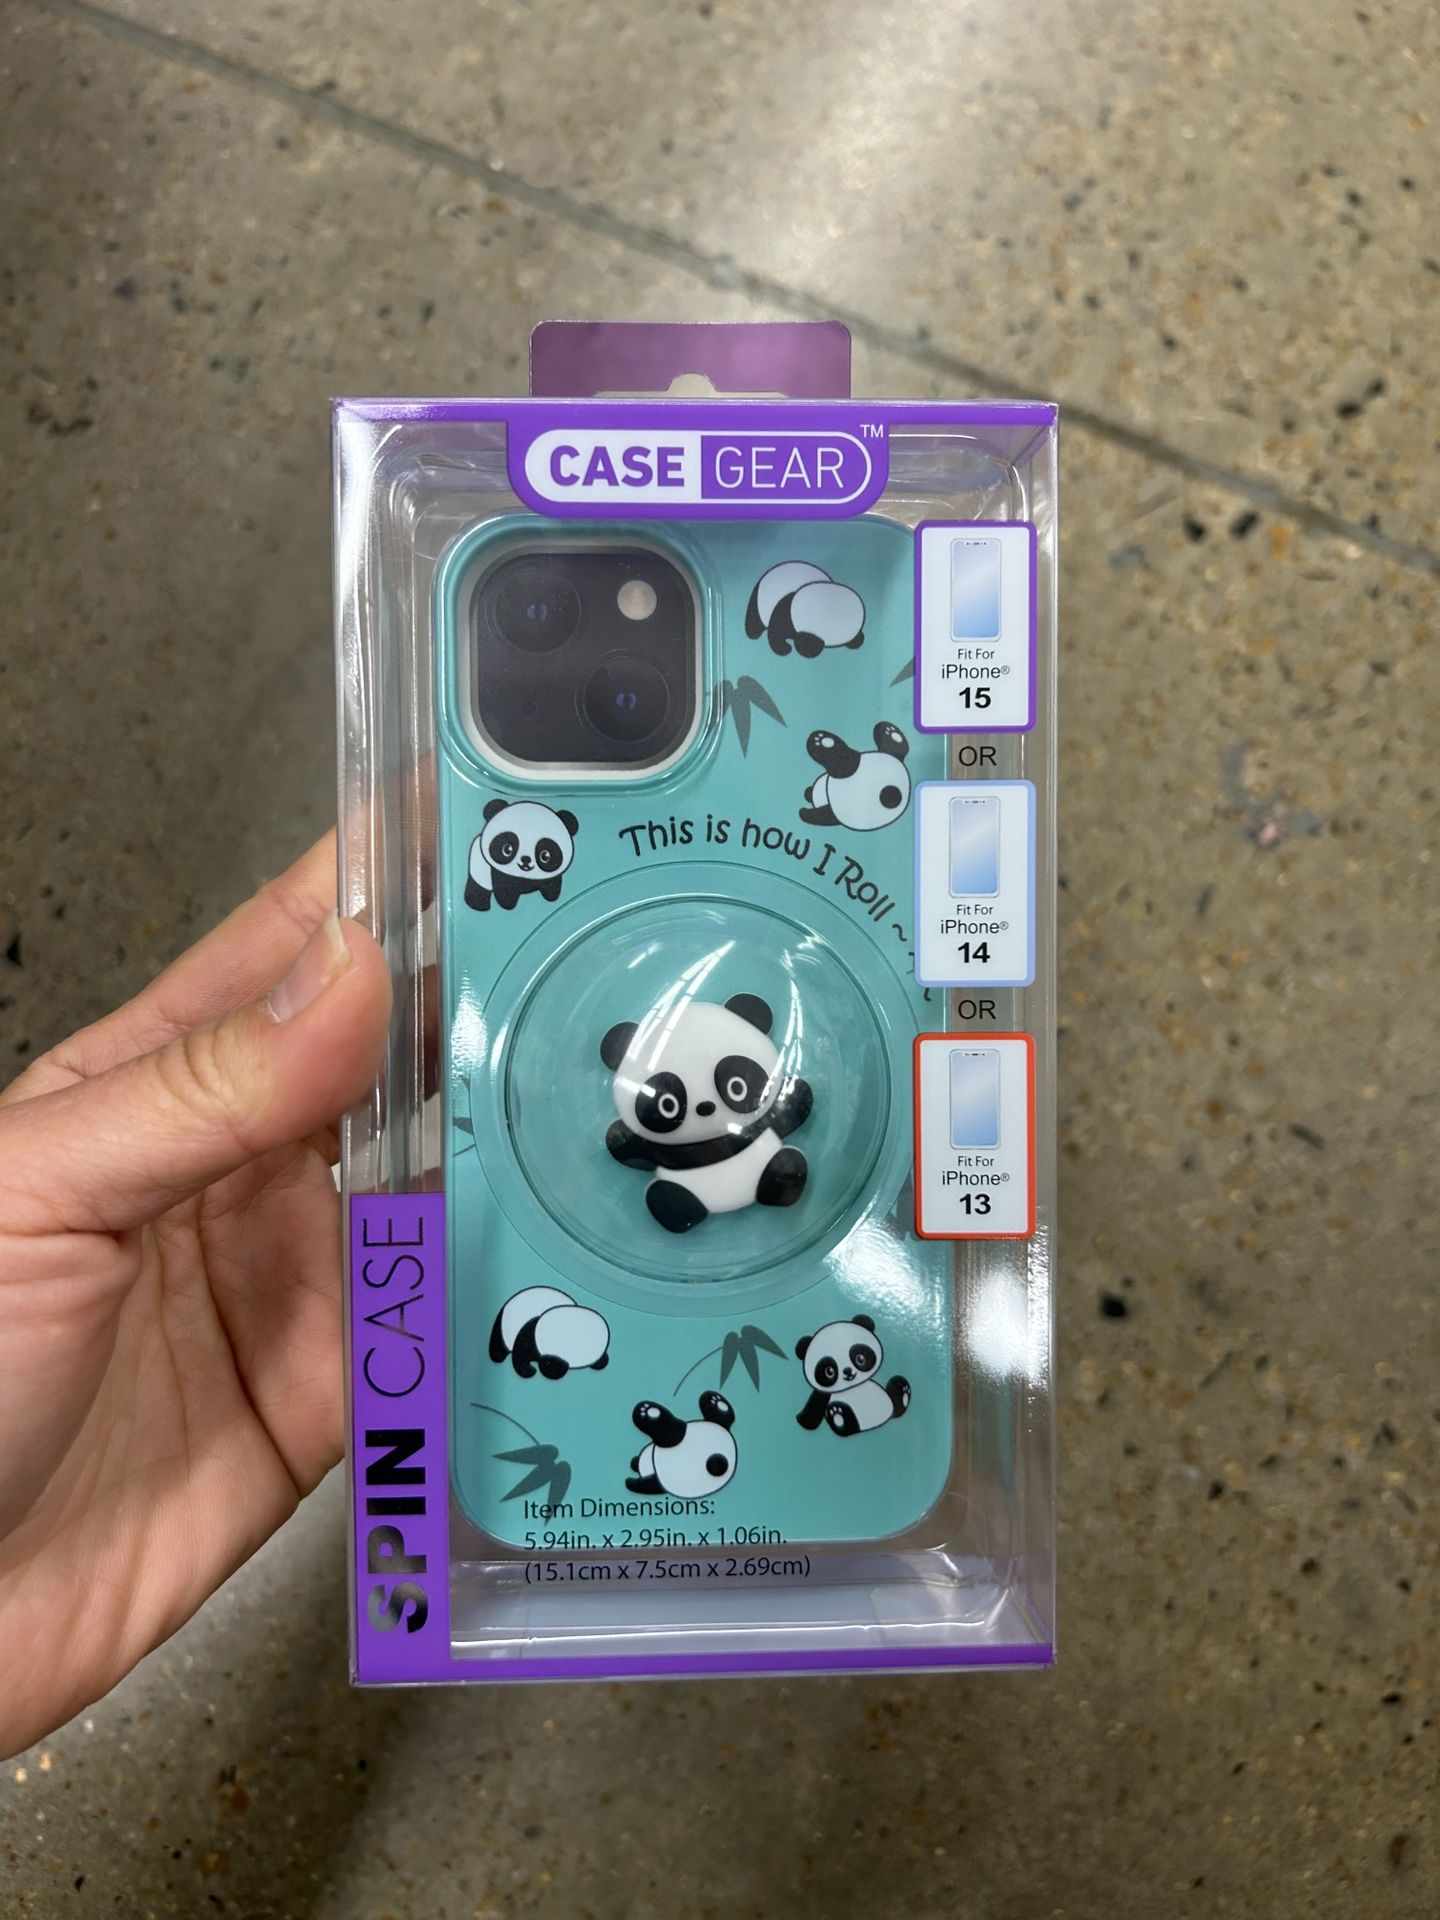 CASE GEAR™
Fit For
iPhone®
15
OR
Fit For
iPhone®
14
OR
Fit For
iPhone®
13
This is how I Roll ~
SPIN CASE
Item Dimensions:
5.94in. x 2.95in. x 1.06in.
(15.1cm x 7.5cm x 2.69cm)